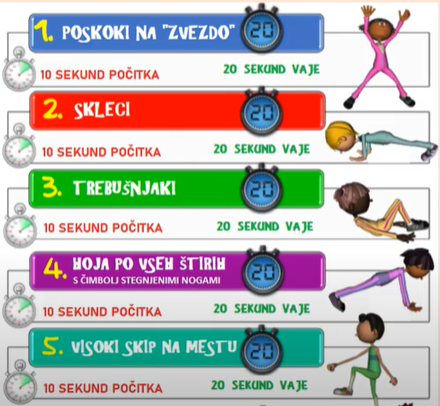 1. POSKOKI NA "ZVEZDO" 20
10 SEKUND POČITKA 20 SEKUND VAJE
2. SKLECI 20
10 SEKUND POČITKA 20 SEKUND VAJE
3. TREBUŠNJAKI 20
10 SEKUND POČITKA 20 SEKUND VAJE
4. HOJA PO VSEH ŠTIRIH 20
S ČIMBOLJ STEGNJENIMI NOGAMI
10 SEKUND POČITKA 20 SEKUND VAJE
5. VISOKI SKIP NA MESTU 20
10 SEKUND POČITKA 20 SEKUND VAJE